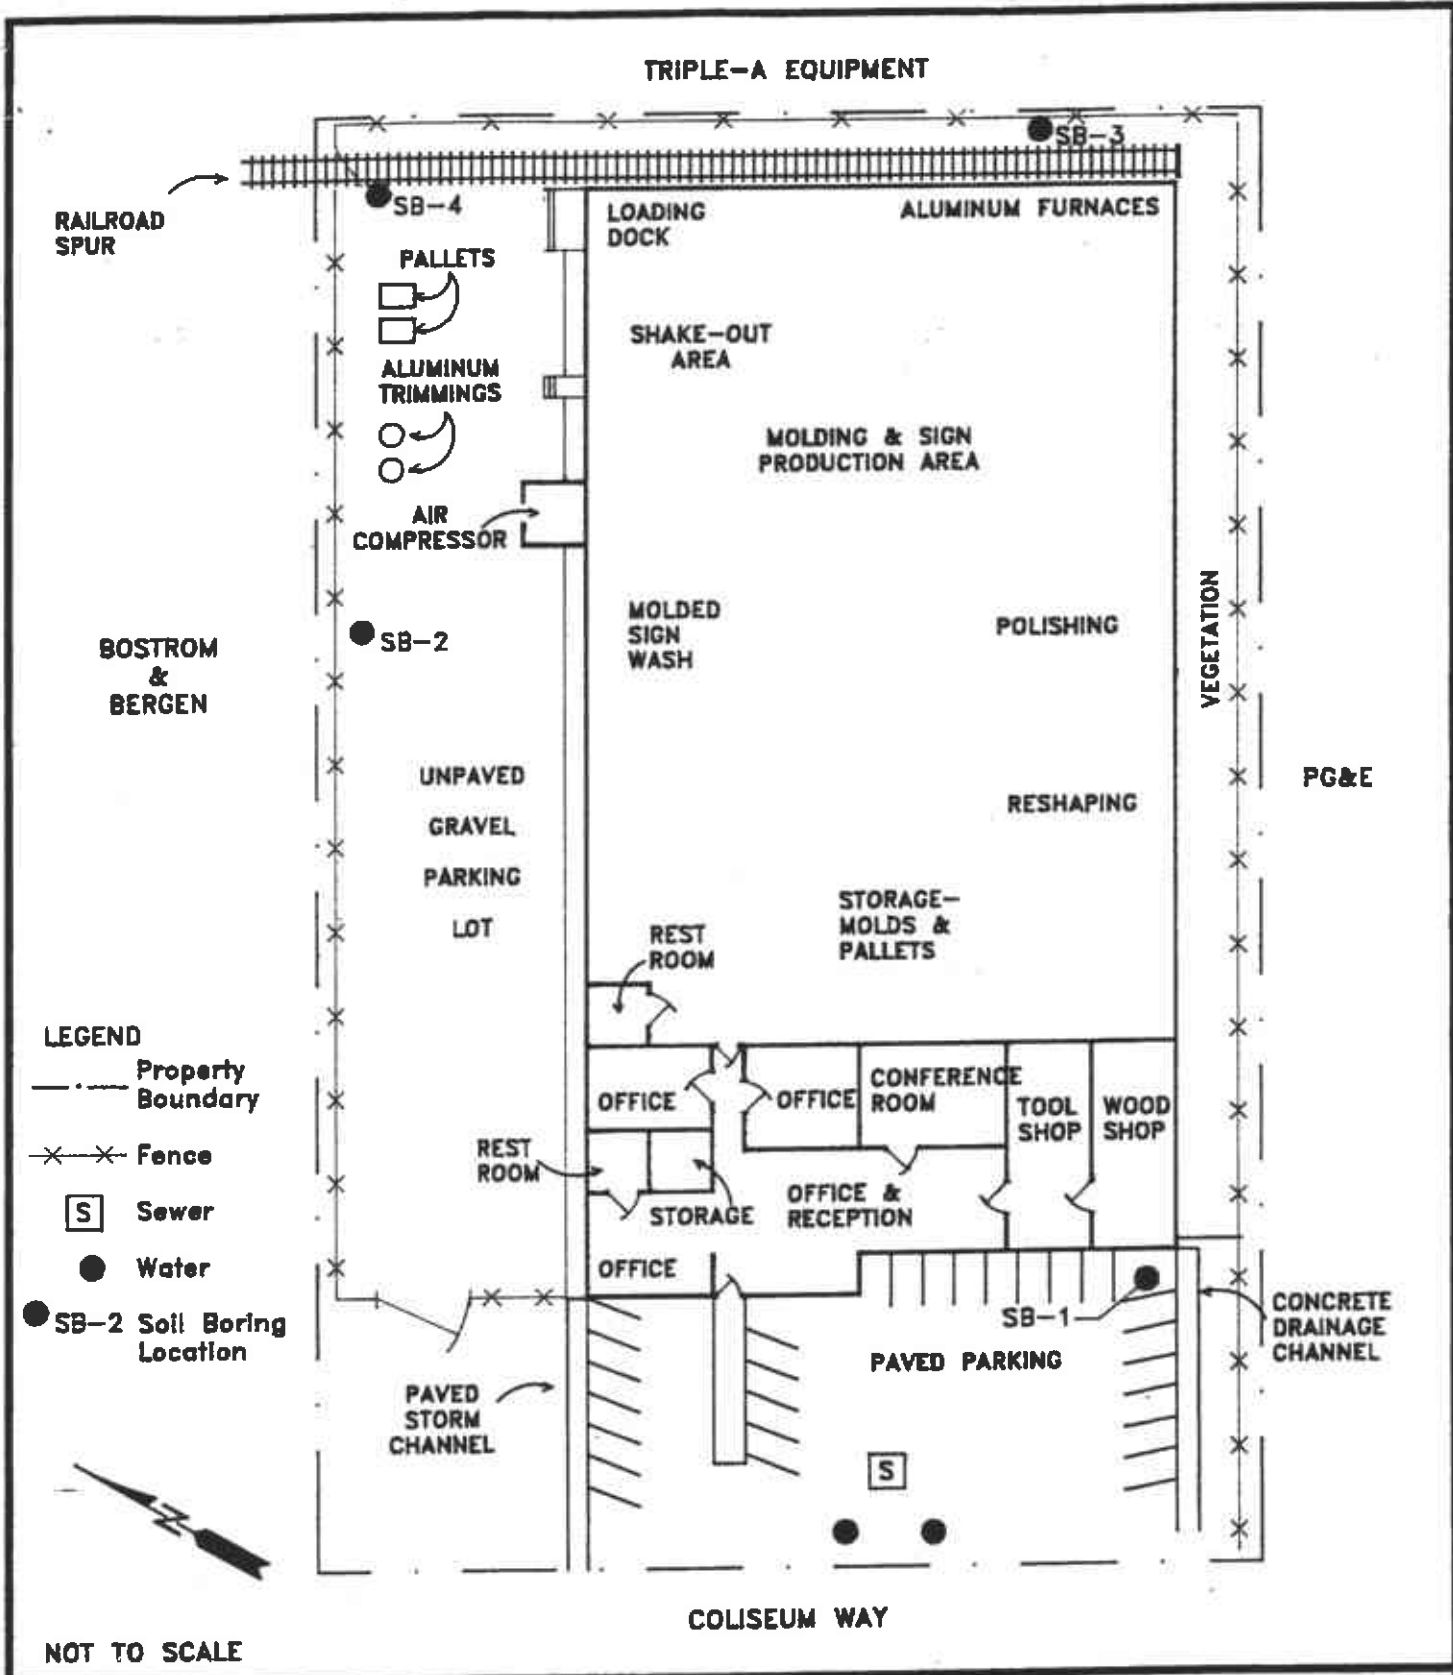 TRIPLE-A EQUIPMENT
SB-3
SB-4
RAILROAD
SPUR
LOADING
DOCK
ALUMINUM FURNACES
PALLETS
SHAKE-OUT
AREA
ALUMINUM
TRIMMINGS
MOLDING & SIGN
PRODUCTION AREA
AIR
COMPRESSOR
MOLDED
SIGN
WASH
POLISHING
VEGETATION
SB-2
BOSTROM
&
BERGEN
UNPAVED
GRAVEL
PARKING
LOT
PG&E
RESHAPING
STORAGE-
MOLDS &
PALLETS
REST
ROOM
LEGEND
Property
Boundary
Fence
S Sewer
Water
SB-2 Soil Boring
Location
OFFICE
OFFICE
CONFERENCE
ROOM
TOOL
SHOP
WOOD
SHOP
REST
ROOM
STORAGE
OFFICE &
RECEPTION
OFFICE
SB-1
CONCRETE
DRAINAGE
CHANNEL
PAVED PARKING
PAVED
STORM
CHANNEL
S
N
COLISEUM WAY
NOT TO SCALE